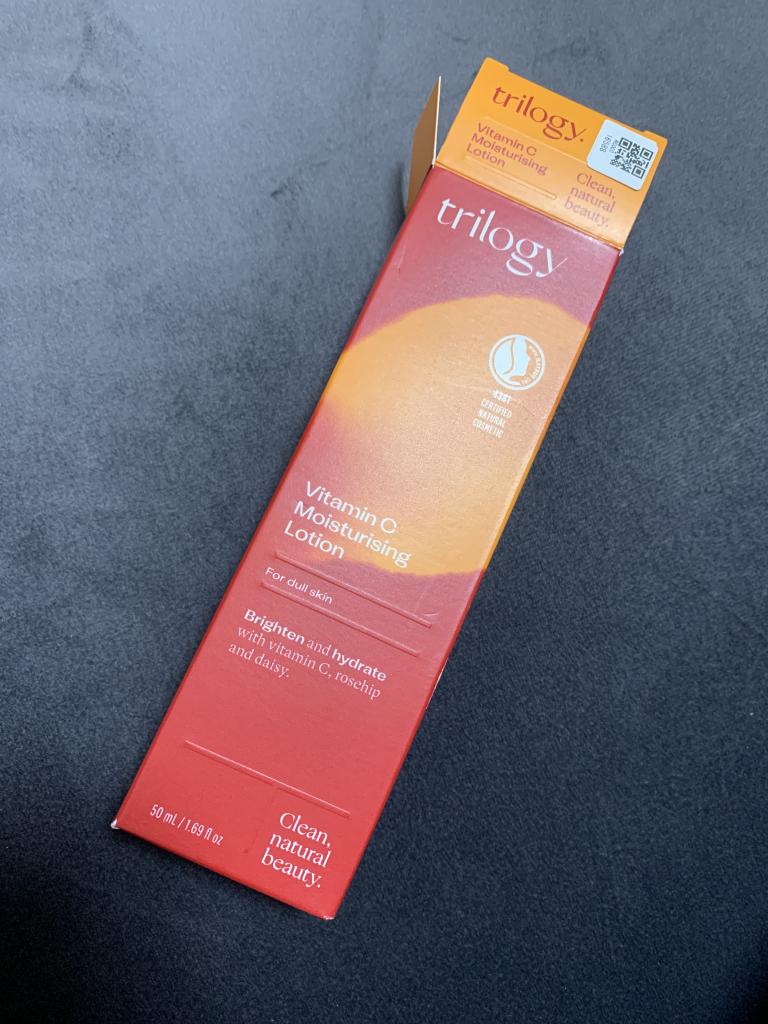 trilogy.
Vitamin C
Moisturising
Lotion
Clean,
natural
beauty.
trilogy
CERTIFIED
NATURAL
COSMETIC
Vitamin C
Moisturising
Lotion
For dull skin
Brighten and hydrate
with vitamin C, rosehip
and daisy.
50 mL / 1.69 fl oz
Clean,
natural
beauty.